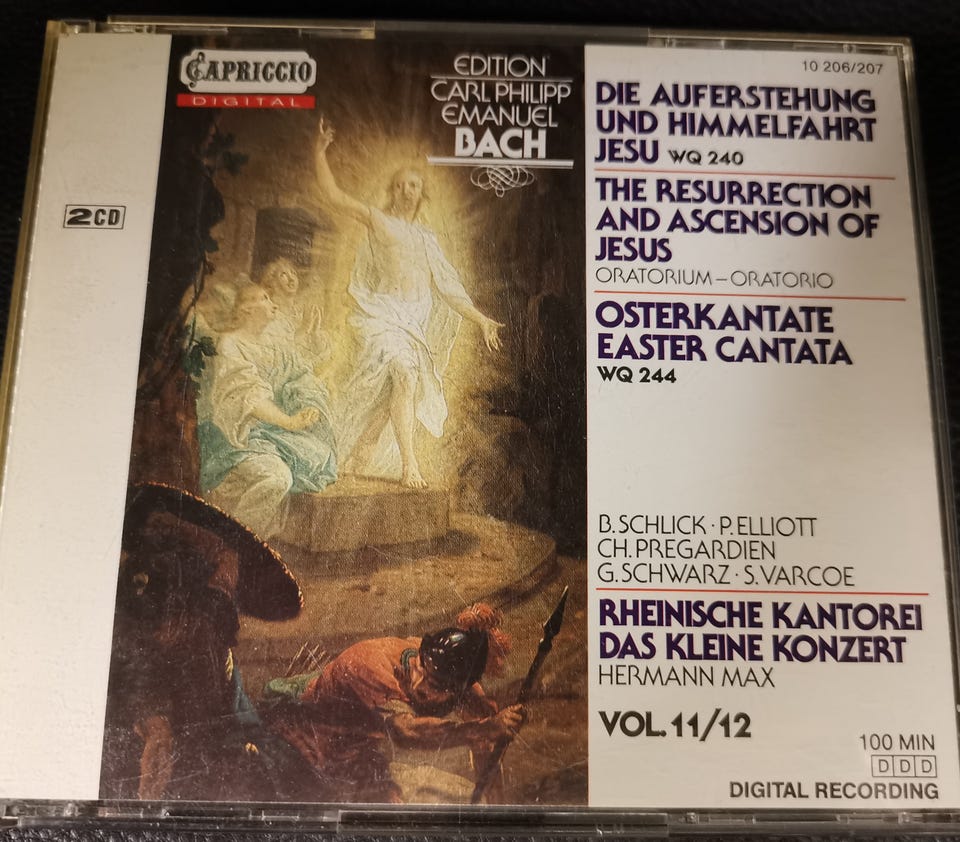 2CD
CAPRICCIO
DIGITAL
EDITION
CARL PHILIPP
EMANUEL
BACH
10 206/207
DIE AUFERSTEHUNG
UND HIMMELFAHRT
JESU WQ 240
THE RESURRECTION
AND ASCENSION OF
JESUS
ORATORIUM – ORATORIO
OSTERKANTATE
EASTER CANTATA
WQ 244
B. SCHLICK · P. ELLIOTT
CH. PREGARDIEN
G. SCHWARZ · S. VARCOE
RHEINISCHE KANTOREI
DAS KLEINE KONZERT
HERMANN MAX
VOL. 11/12
100 MIN
DDD
DIGITAL RECORDING